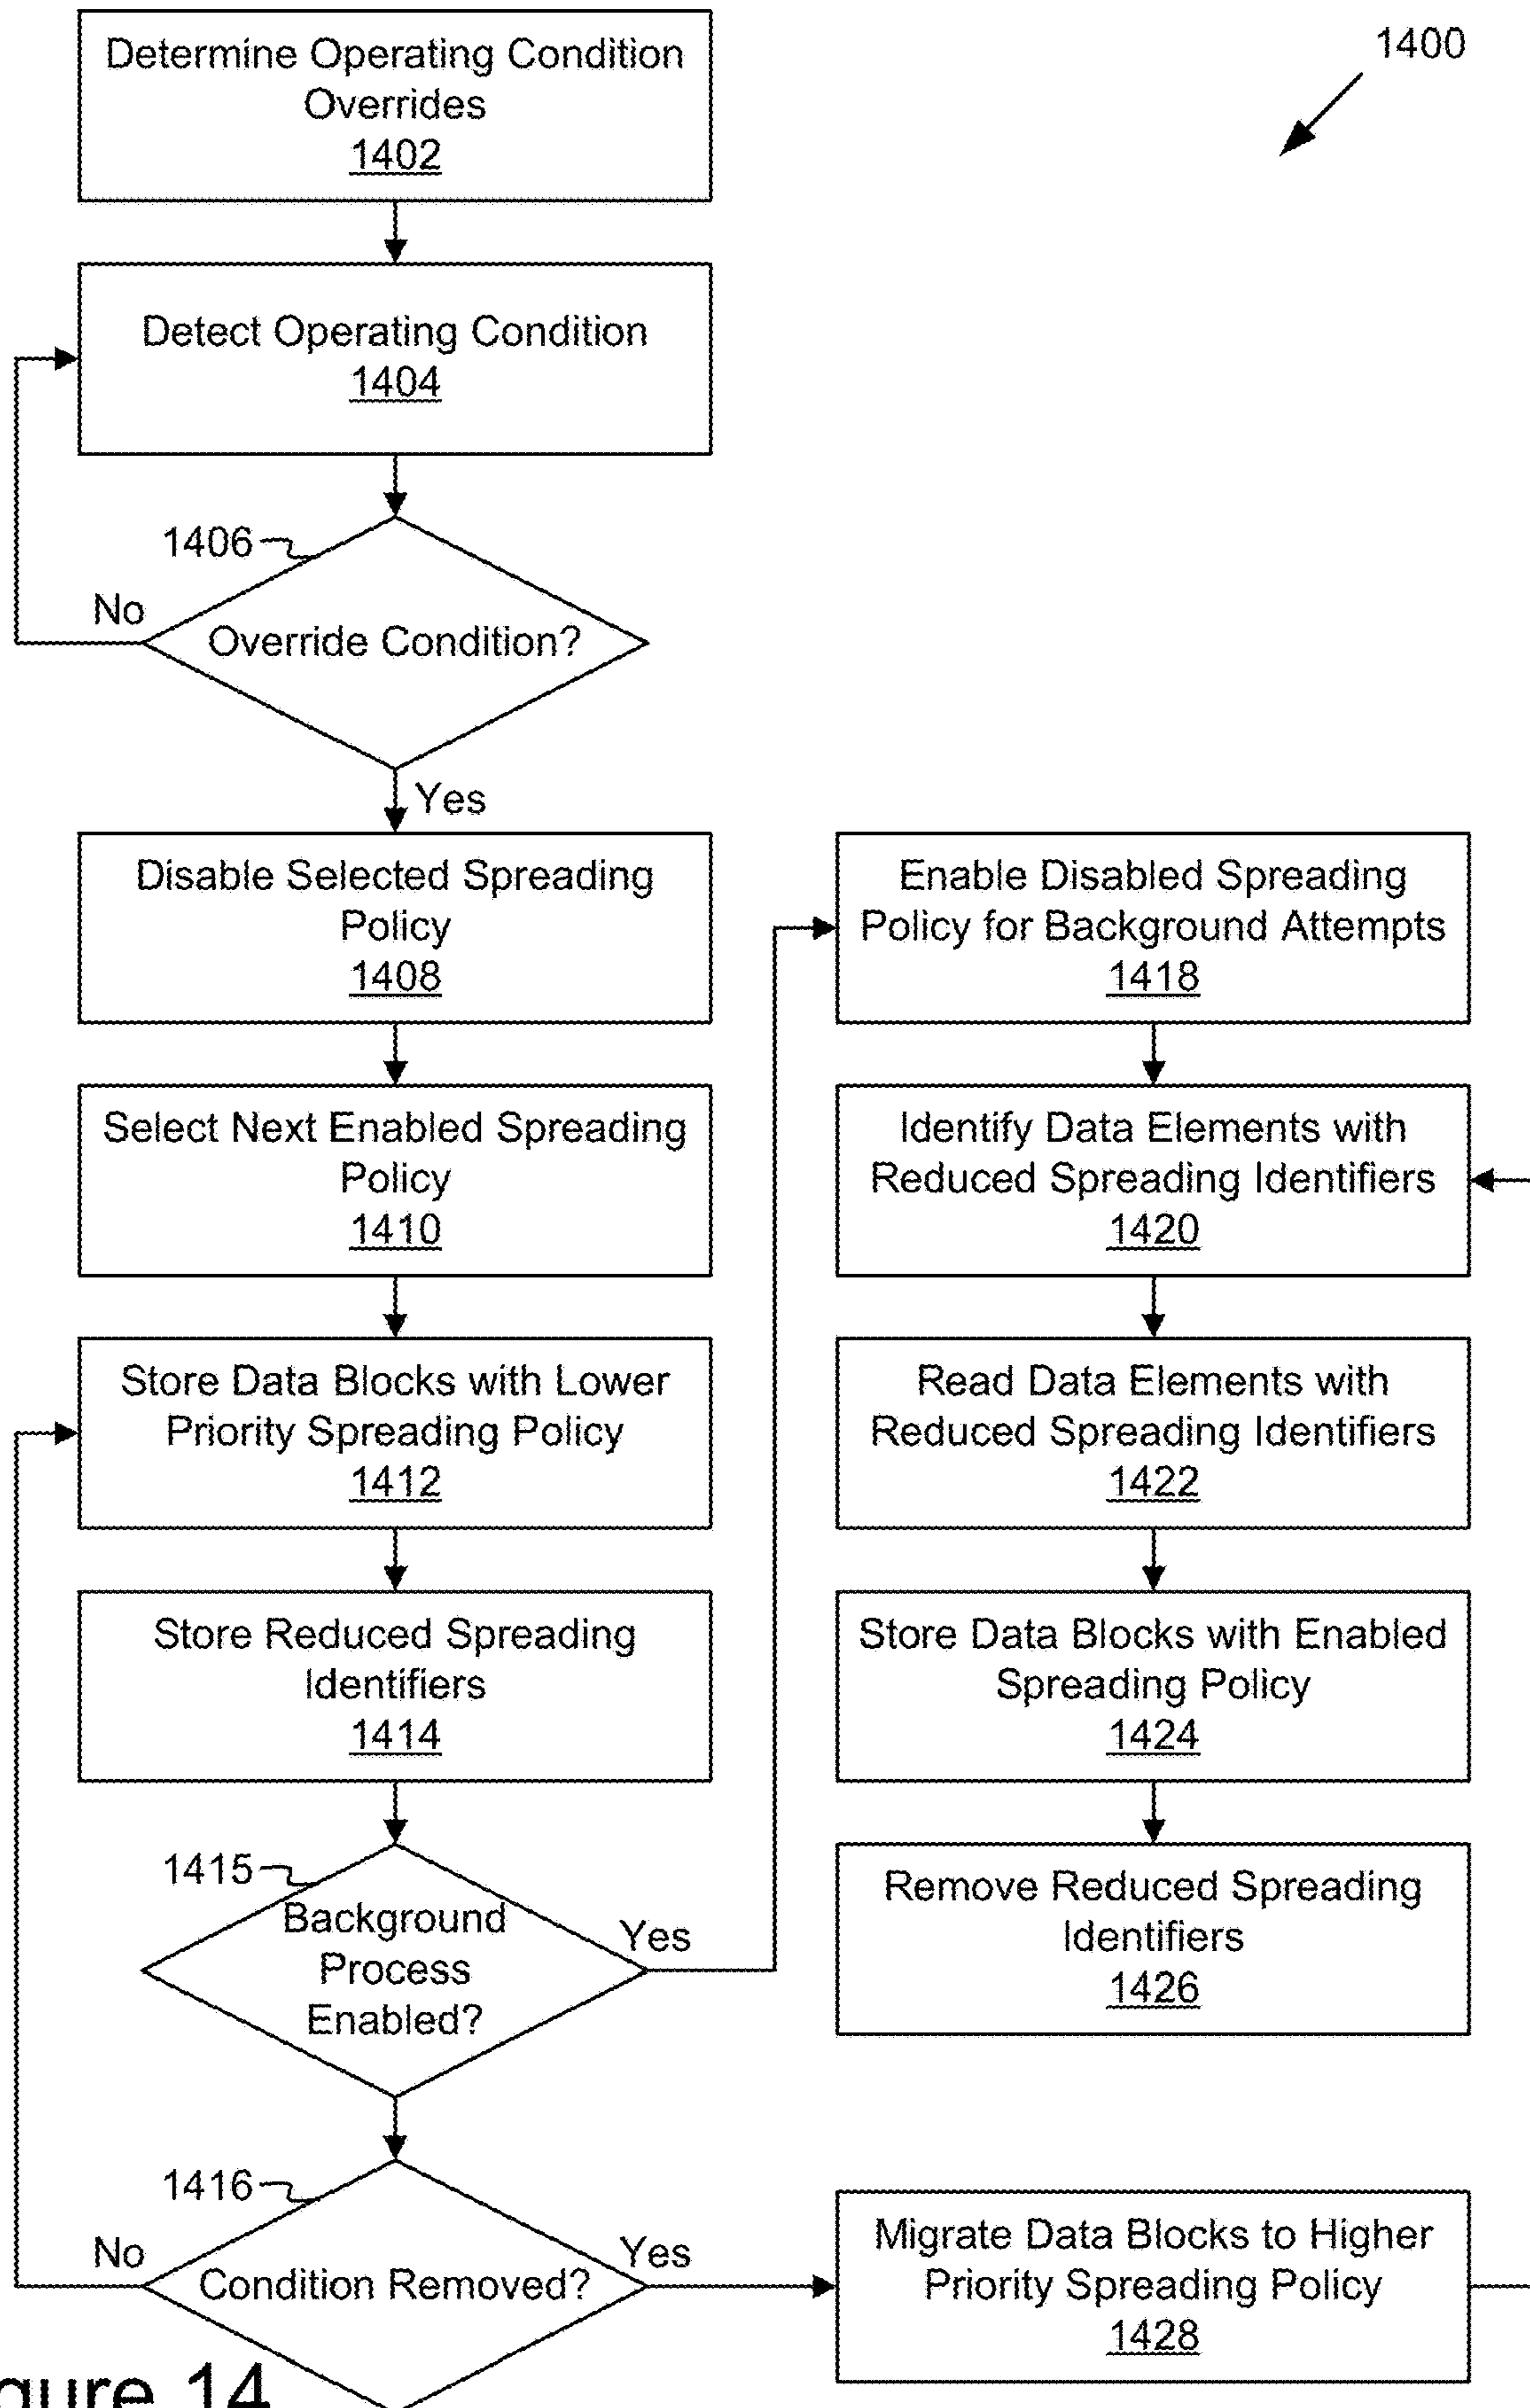 1400
Determine Operating Condition
Overrides
1402
Detect Operating Condition
1404
1406
No
Override Condition?
Yes
Disable Selected Spreading
Policy
1408
Select Next Enabled Spreading
Policy
1410
Store Data Blocks with Lower
Priority Spreading Policy
1412
Store Reduced Spreading
Identifiers
1414
1415
Background
Process
Enabled?
Yes
1416
No
Condition Removed?
Yes
Enable Disabled Spreading
Policy for Background Attempts
1418
Identify Data Elements with
Reduced Spreading Identifiers
1420
Read Data Elements with
Reduced Spreading Identifiers
1422
Store Data Blocks with Enabled
Spreading Policy
1424
Remove Reduced Spreading
Identifiers
1426
Migrate Data Blocks to Higher
Priority Spreading Policy
1428
gure 14